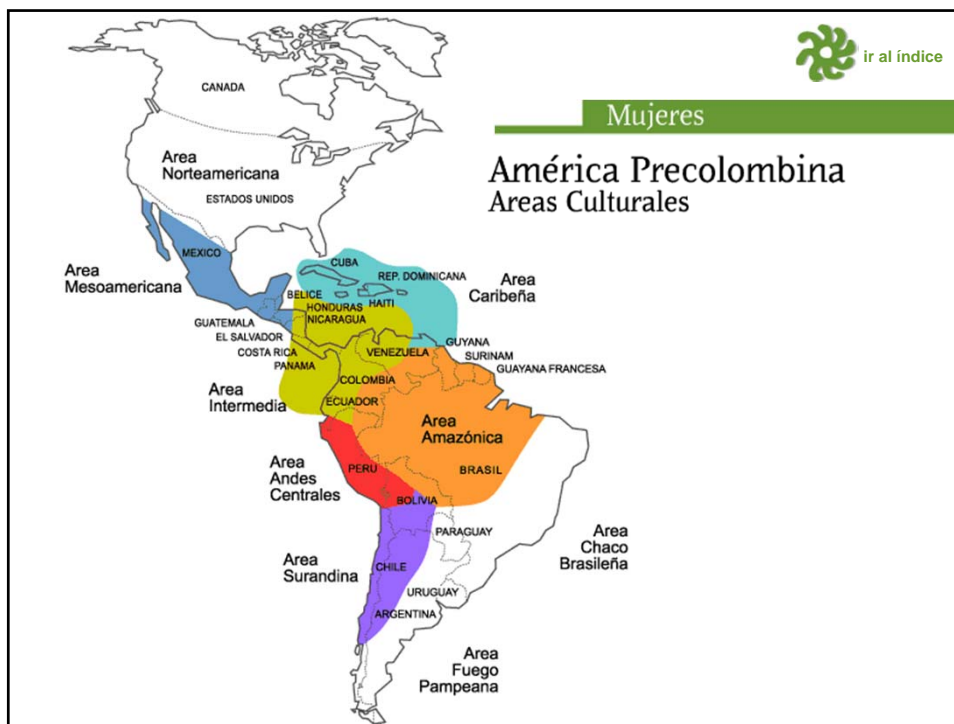 ir al índice
Mujeres
América Precolombina
Areas Culturales
CANADA
Area
Norteamericana
ESTADOS UNIDOS
MEXICO
Area
Mesoamericana
CUBA
REP. DOMINICANA
Area
Caribeña
BELICE
HAITI
HONDURAS
NICARAGUA
GUATEMALA
EL SALVADOR
COSTA RICA
PANAMA
VENEZUELA
GUYANA
SURINAM
GUAYANA FRANCESA
COLOMBIA
ECUADOR
Area
Intermedia
Area
Amazónica
BRASIL
PERÚ
Area
Andes
Centrales
BOLIVIA
PARAGUAY
Area
Chaco
Brasileña
Area
Surandina
CHILE
URUGUAY
ARGENTINA
Area
Fuego
Pampeana